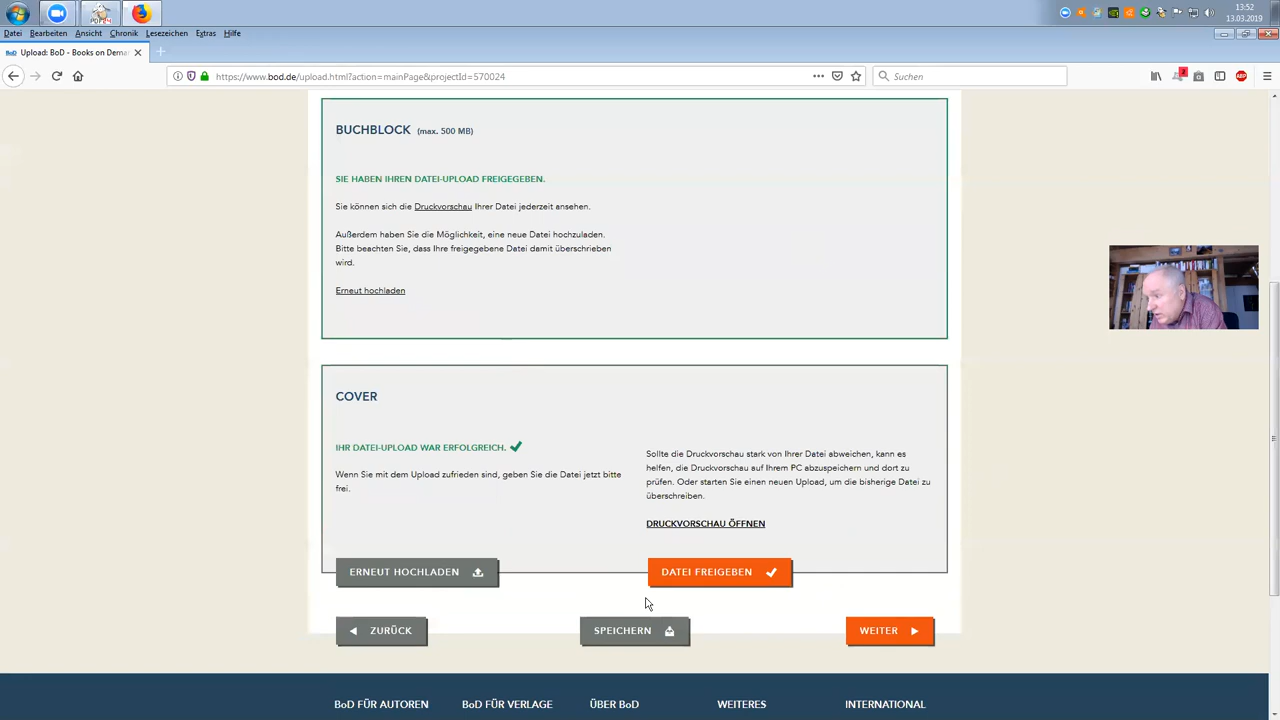 13:52
13.03.2019
Datei Bearbeiten Ansicht Chronik Lesezeichen Extras Hilfe
BoD Upload: BoD - Books on Deman
https://www.bod.de/upload.html?action=mainPage&projectId=570024
Suchen
2
ABP
BUCHBLOCK (max. 500 MB)
SIE HABEN IHREN DATEI-UPLOAD FREIGEGEBEN.
Sie können sich die Druckvorschau Ihrer Datei jederzeit ansehen.
Außerdem haben Sie die Möglichkeit, eine neue Datei hochzuladen.
Bitte beachten Sie, dass Ihre freigegebene Datei damit überschrieben
wird.
Erneut hochladen
COVER
IHR DATEI-UPLOAD WAR ERFOLGREICH.
Wenn Sie mit dem Upload zufrieden sind, geben Sie die Datei jetzt bitte
frei.
Sollte die Druckvorschau stark von Ihrer Datei abweichen, kann es
helfen, die Druckvorschau auf Ihrem PC abzuspeichern und dort zu
prüfen. Oder starten Sie einen neuen Upload, um die bisherige Datei zu
überschreiben.
DRUCKVORSCHAU ÖFFNEN
ERNEUT HOCHLADEN
DATEI FREIGEBEN
ZURÜCK
SPEICHERN
WEITER
BoD FÜR AUTOREN BoD FÜR VERLAGE ÜBER BoD WEITERES INTERNATIONAL